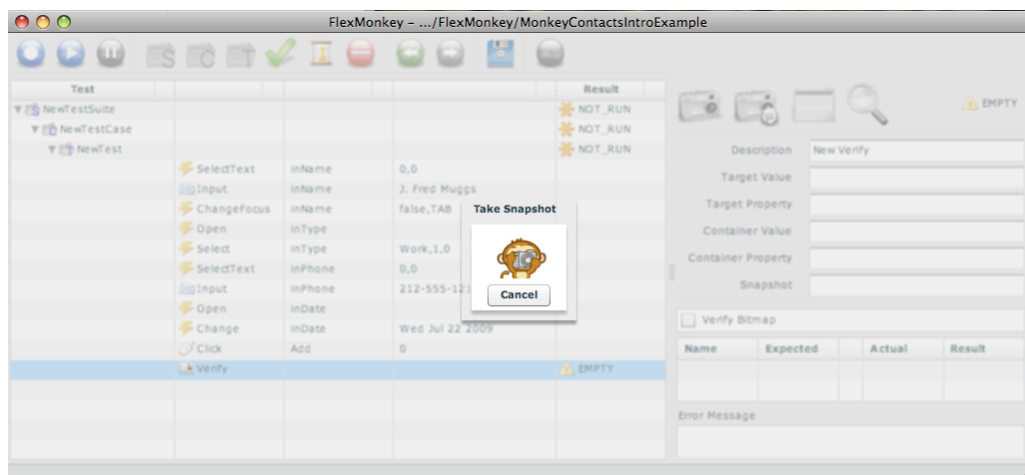 FlexMonkey – .../FlexMonkey/MonkeyContactsIntroExample
S C T
Test Result
NewTestSuite NOT_RUN
NewTestCase NOT_RUN
NewTest NOT_RUN
SelectText inName 0,0
Input inName J. Fred Muggs
ChangeFocus inName false,TAB
Open inType
Select inType Work,1,0
SelectText inPhone 0,0
Input inPhone 212-555-121
Open inDate
Change inDate Wed Jul 22 2009
Click Add 0
Verify EMPTY
Take Snapshot
Cancel
EMPTY
Description New Verify
Target Value
Target Property
Container Value
Container Property
Snapshot
Verify Bitmap
Name Expected Actual Result
Error Message